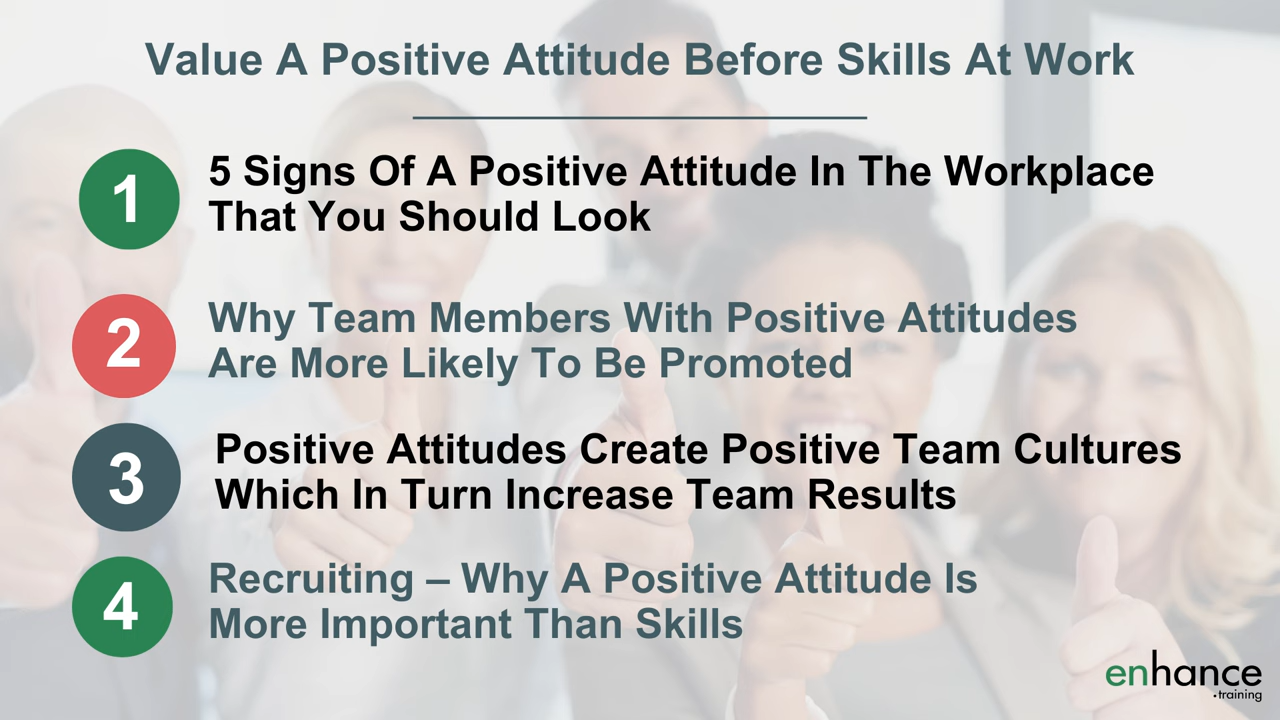 Value A Positive Attitude Before Skills At Work
1
5 Signs Of A Positive Attitude In The Workplace
That You Should Look
2
Why Team Members With Positive Attitudes
Are More Likely To Be Promoted
3
Positive Attitudes Create Positive Team Cultures
Which In Turn Increase Team Results
4
Recruiting – Why A Positive Attitude Is
More Important Than Skills
enhance
.training